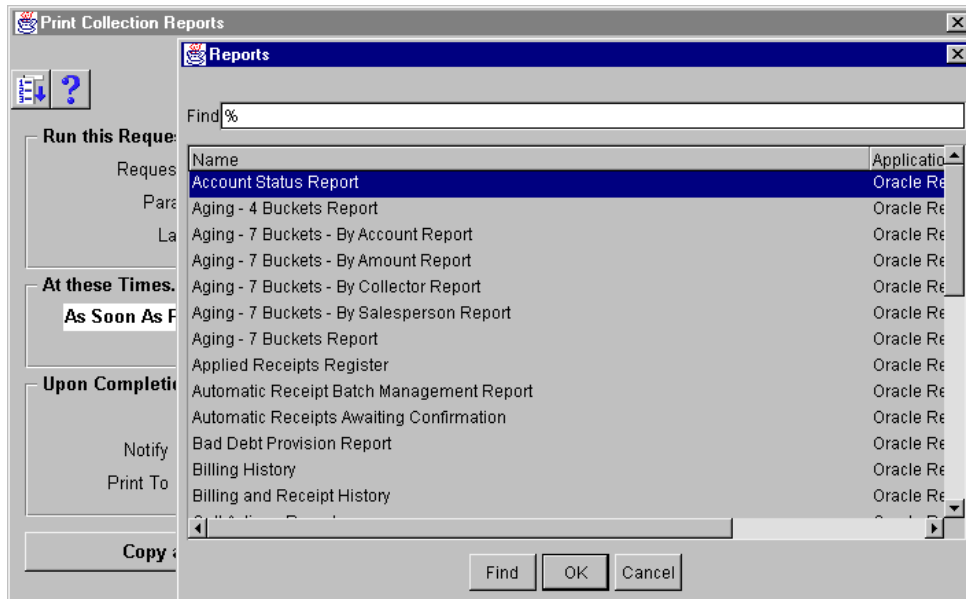 Print Collection Reports
Reports
Find %
Run this Reque
Reques
Para
La
At these Times.
As Soon As P
Upon Completio
Notify
Print To
Copy a
Name Applicatio
Account Status Report Oracle Re
Aging - 4 Buckets Report Oracle Re
Aging - 7 Buckets - By Account Report Oracle Re
Aging - 7 Buckets - By Amount Report Oracle Re
Aging - 7 Buckets - By Collector Report Oracle Re
Aging - 7 Buckets - By Salesperson Report Oracle Re
Aging - 7 Buckets Report Oracle Re
Applied Receipts Register Oracle Re
Automatic Receipt Batch Management Report Oracle Re
Automatic Receipts Awaiting Confirmation Oracle Re
Bad Debt Provision Report Oracle Re
Billing History Oracle Re
Billing and Receipt History Oracle Re
Find OK Cancel